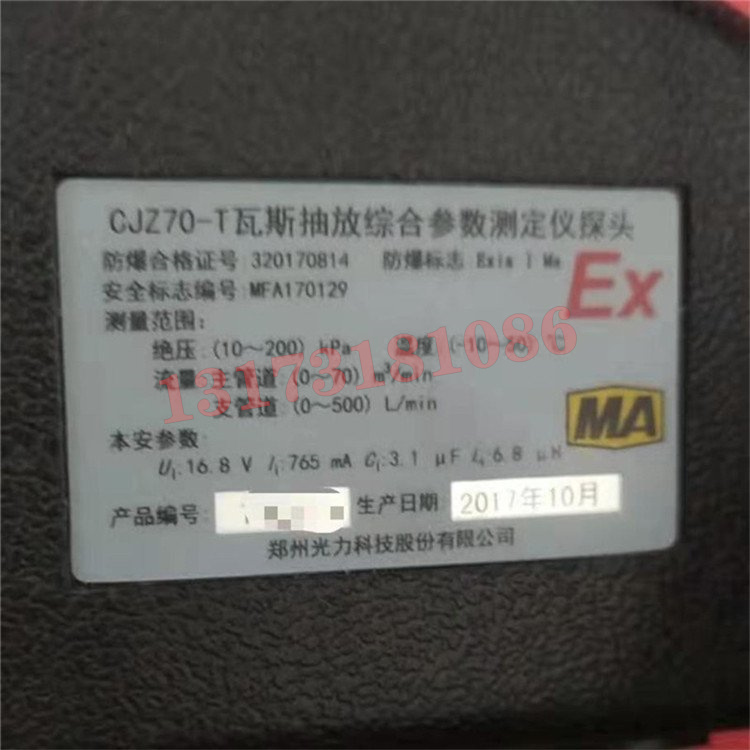 CJZ70-T瓦斯抽放综合参数测定仪探头
防爆合格证号:320170814 防爆标志 Exia I Ma
安全标志编号:MFA170129
Ex
测量范围:
绝压:(10~200) kPa 温度(-10~50)℃
流量:主管道(0~70) m³/min
支管道:(0~500) L/min
13173181086
MA
本安参数:
Ui:16.8 V Ii:765 mA Ci:3.1 μF Li:6.8 μH
产品编号: 生产日期: 2017年10月
郑州光力科技股份有限公司